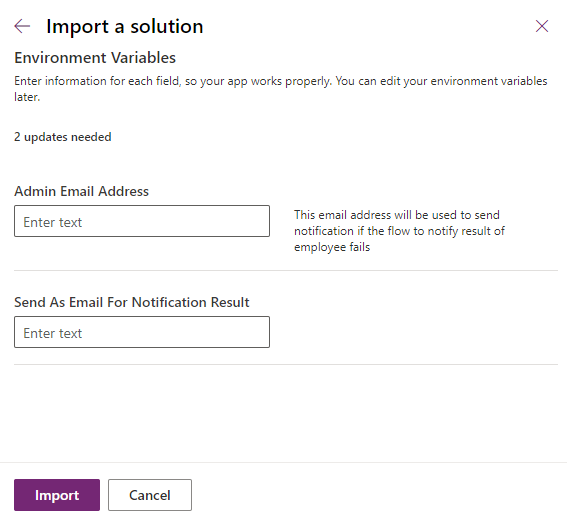 Import a solution
Environment Variables
Enter information for each field, so your app works properly. You can edit your environment variables
later.
2 updates needed
Admin Email Address
Enter text
This email address will be used to send
notification if the flow to notify result of
employee fails
Send As Email For Notification Result
Enter text
Import
Cancel